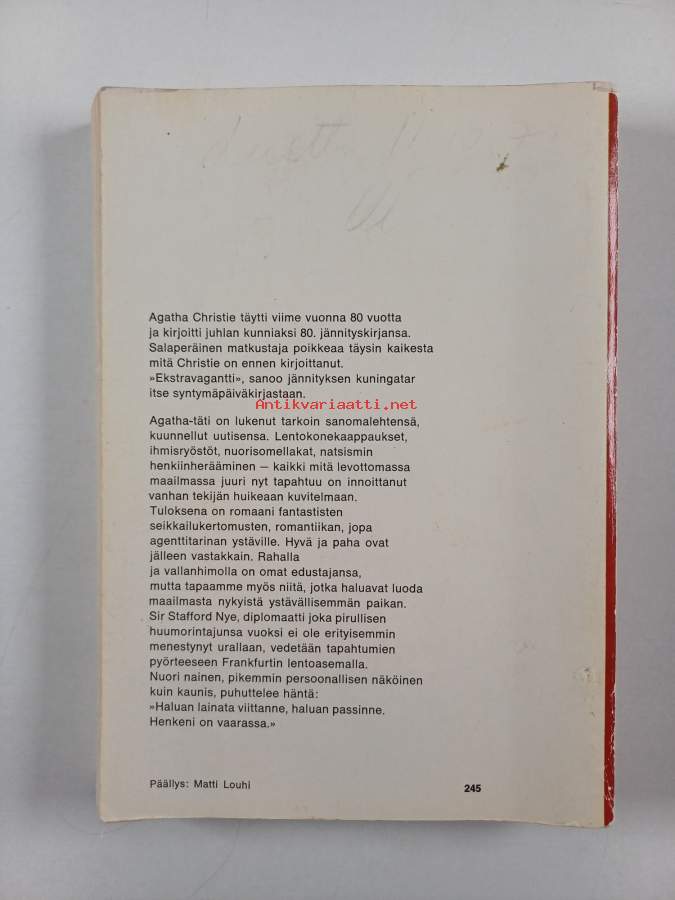 Agatha Christie täytti viime vuonna 80 vuotta
ja kirjoitti juhlan kunniaksi 80. jännityskirjansa.
Salaperäinen matkustaja poikkeaa täysin kaikesta
mitä Christie on ennen kirjoittanut.
»Ekstravagantti», sanoo jännityksen kuningatar
itse syntymäpäiväkirjastaan.
Antikvariaatti.net
Agatha-täti on lukenut tarkoin sanomalehtensä,
kuunnellut uutisensa. Lentokonekaappaukset,
ihmisryöstöt, nuorisomellakat, natsismin
henkiinherääminen — kaikki mitä levottomassa
maailmassa juuri nyt tapahtuu on innoittanut
vanhan tekijän huikeaan kuvitelmaan.
Tuloksena on romaani fantastisten
seikkailukertomusten, romantiikan, jopa
agenttitarinan ystäville. Hyvä ja paha ovat
jälleen vastakkain. Rahalla
ja vallanhimolla on omat edustajansa,
mutta tapaamme myös niitä, jotka haluavat luoda
maailmasta nykyistä ystävällisemmän paikan.
Sir Stafford Nye, diplomaatti joka pirullisen
huumorintajunsa vuoksi ei ole erityisemmin
menestynyt urallaan, vedetään tapahtumien
pyörteeseen Frankfurtin lentoasemalla.
Nuori nainen, pikemmin persoonallisen näköinen
kuin kaunis, puhuttelee häntä:
»Haluan lainata viittanne, haluan passinne.
Henkeni on vaarassa.»
Päällys: Matti Louhi
245